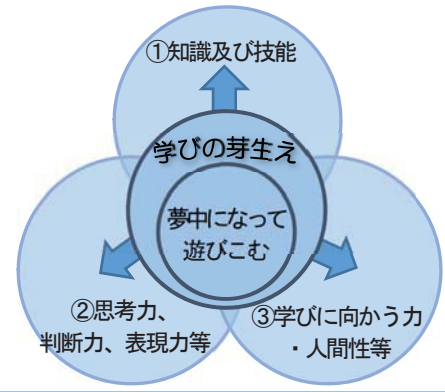 ①知識及び技能
学びの芽生え
夢中になって
遊びこむ
②思考力、
判断力、表現力等
③学びに向かう力
・人間性等